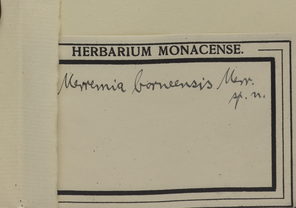 HERBARIUM MONACENSE.
Merremia borneensis Merr.
sp. n.